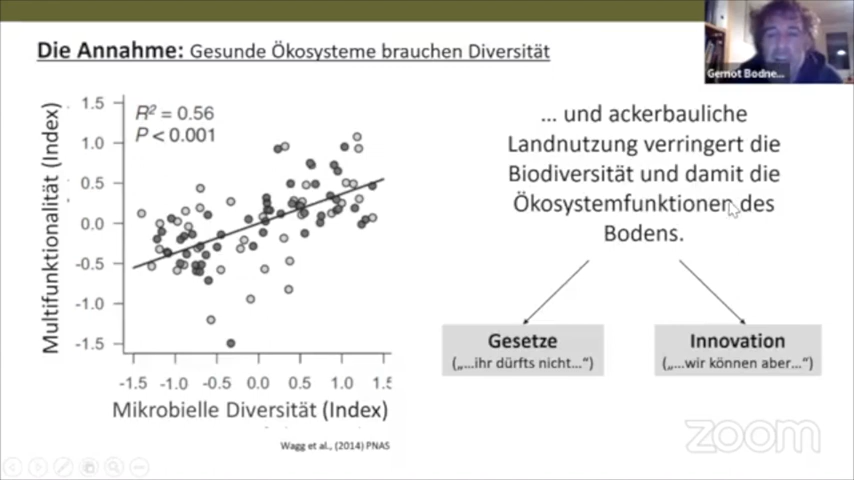 Die Annahme: Gesunde Ökosysteme brauchen Diversität
Gernot Bodne...
R² = 0.56
P < 0.001
Multifunktionalität (Index)
1.5
1.0
0.5
0.0
-0.5
-1.0
-1.5
-1.5 -1.0 -0.5 0.0 0.5 1.0 1.5
Mikrobielle Diversität (Index)
Wagg et al., (2014) PNAS
... und ackerbauliche
Landnutzung verringert die
Biodiversität und damit die
Ökosystemfunktionen des
Bodens.
Gesetze
(„...ihr dürfts nicht...“)
Innovation
(„...wir können aber...“)
zoom